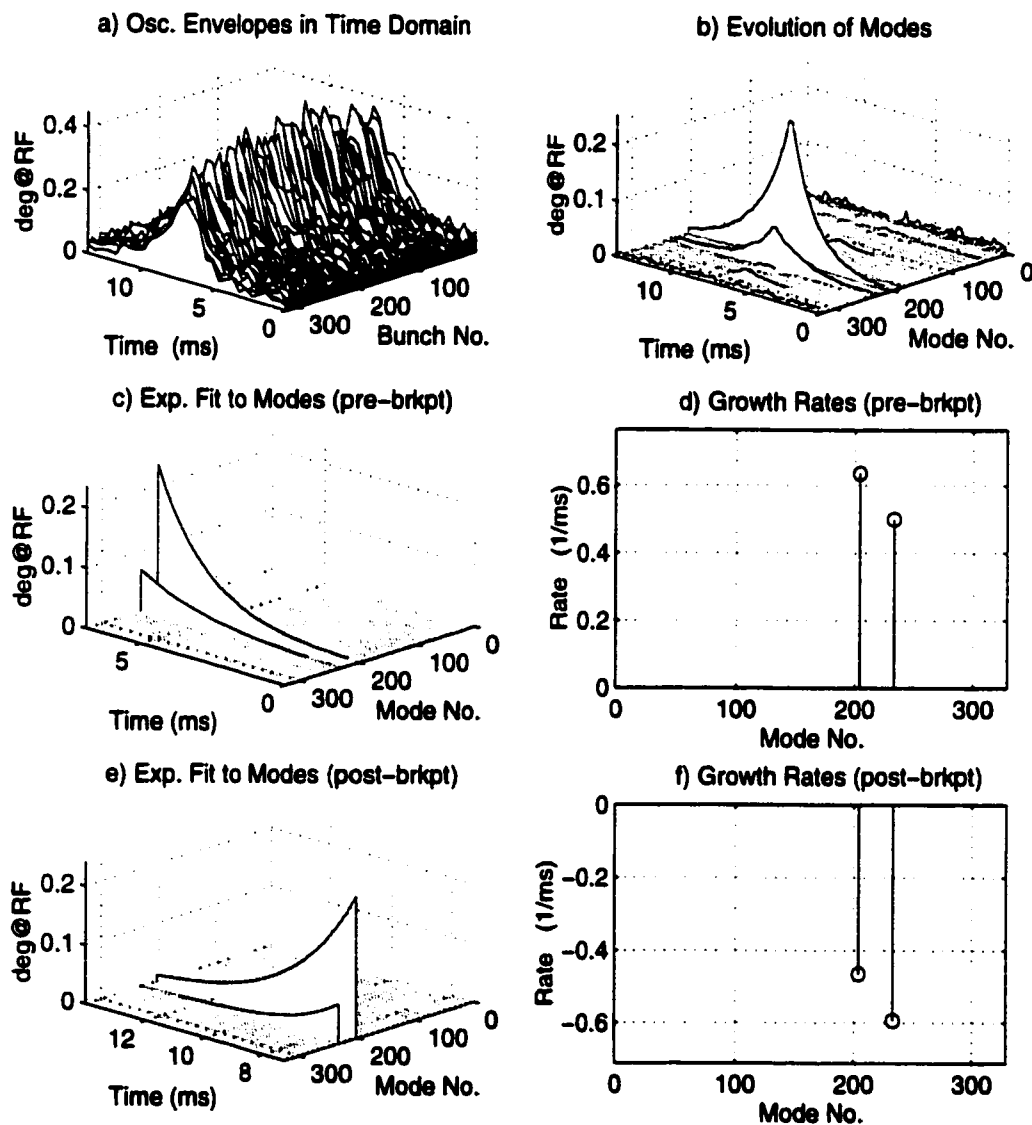 a) Osc. Envelopes in Time Domain
deg@RF
0.4
0.2
0
10
5
0
Time (ms)
300
200
100
Bunch No.
b) Evolution of Modes
deg@RF
0.2
0.1
0
10
5
0
Time (ms)
300
200
100
0
Mode No.
c) Exp. Fit to Modes (pre-brkpt)
deg@RF
0.2
0.1
0
5
0
Time (ms)
300
200
100
0
Mode No.
d) Growth Rates (pre-brkpt)
Rate (1/ms)
0.6
0.4
0.2
0
0
100
200
300
Mode No.
e) Exp. Fit to Modes (post-brkpt)
deg@RF
0.2
0.1
0
12
10
8
Time (ms)
300
200
100
0
Mode No.
f) Growth Rates (post-brkpt)
Rate (1/ms)
0
-0.2
-0.4
-0.6
0
100
200
300
Mode No.